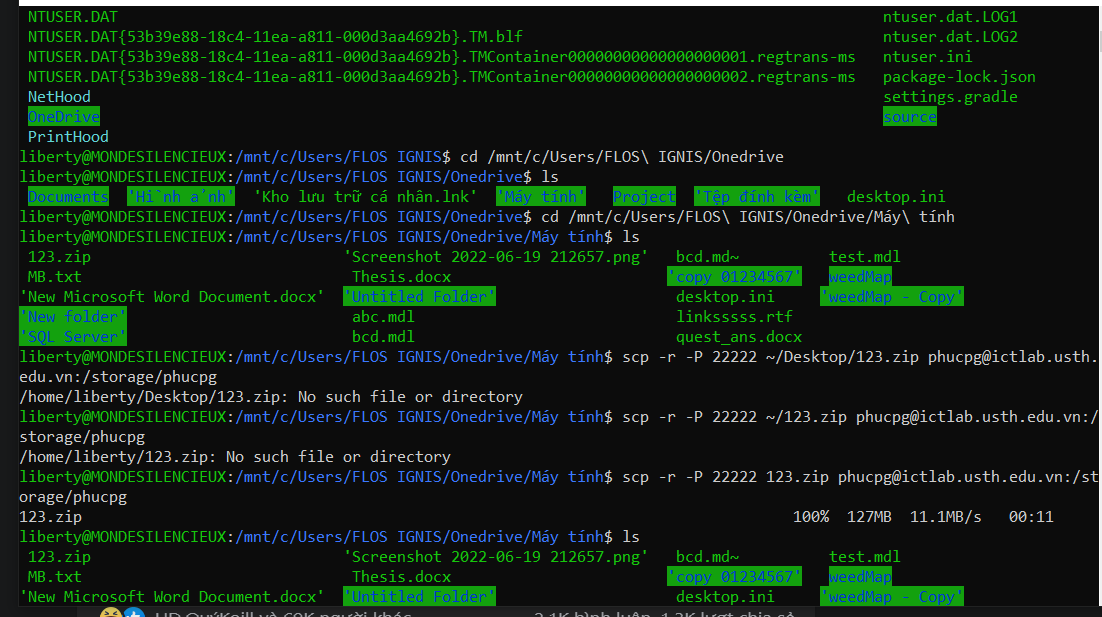 NTUSER.DAT ntuser.dat.LOG1
NTUSER.DAT{53b39e88-18c4-11ea-a811-000d3aa4692b}.TM.blf ntuser.dat.LOG2
NTUSER.DAT{53b39e88-18c4-11ea-a811-000d3aa4692b}.TMContainer00000000000000000001.regtrans-ms ntuser.ini
NTUSER.DAT{53b39e88-18c4-11ea-a811-000d3aa4692b}.TMContainer00000000000000000002.regtrans-ms package-lock.json
NetHood settings.gradle
OneDrive source
PrintHood
liberty@MONDESILENCIEUX:/mnt/c/Users/FLOS IGNIS$ cd /mnt/c/Users/FLOS\ IGNIS/Onedrive
liberty@MONDESILENCIEUX:/mnt/c/Users/FLOS IGNIS/Onedrive$ ls
Documents 'Hình ảnh' 'Kho lưu trữ cá nhân.lnk' 'Máy tính' Project 'Tệp đính kèm' desktop.ini
liberty@MONDESILENCIEUX:/mnt/c/Users/FLOS IGNIS/Onedrive$ cd /mnt/c/Users/FLOS\ IGNIS/Onedrive/Máy\ tính
liberty@MONDESILENCIEUX:/mnt/c/Users/FLOS IGNIS/Onedrive/Máy tính$ ls
123.zip 'Screenshot 2022-06-19 212657.png' bcd.md~ test.mdl
MB.txt Thesis.docx 'copy 01234567' weedMap
'New Microsoft Word Document.docx' 'Untitled Folder' desktop.ini 'weedMap - Copy'
'New folder' abc.mdl linksssss.rtf
'SQL Server' bcd.mdl quest_ans.docx
liberty@MONDESILENCIEUX:/mnt/c/Users/FLOS IGNIS/Onedrive/Máy tính$ scp -r -P 22222 ~/Desktop/123.zip phucpg@ictlab.usth.
edu.vn:/storage/phucpg
/home/liberty/Desktop/123.zip: No such file or directory
liberty@MONDESILENCIEUX:/mnt/c/Users/FLOS IGNIS/Onedrive/Máy tính$ scp -r -P 22222 ~/123.zip phucpg@ictlab.usth.edu.vn:/
storage/phucpg
/home/liberty/123.zip: No such file or directory
liberty@MONDESILENCIEUX:/mnt/c/Users/FLOS IGNIS/Onedrive/Máy tính$ scp -r -P 22222 123.zip phucpg@ictlab.usth.edu.vn:/st
orage/phucpg
123.zip 100% 127MB 11.1MB/s 00:11
liberty@MONDESILENCIEUX:/mnt/c/Users/FLOS IGNIS/Onedrive/Máy tính$ ls
123.zip 'Screenshot 2022-06-19 212657.png' bcd.md~ test.mdl
MB.txt Thesis.docx 'copy 01234567' weedMap
'New Microsoft Word Document.docx' 'Untitled Folder' desktop.ini 'weedMap - Copy'